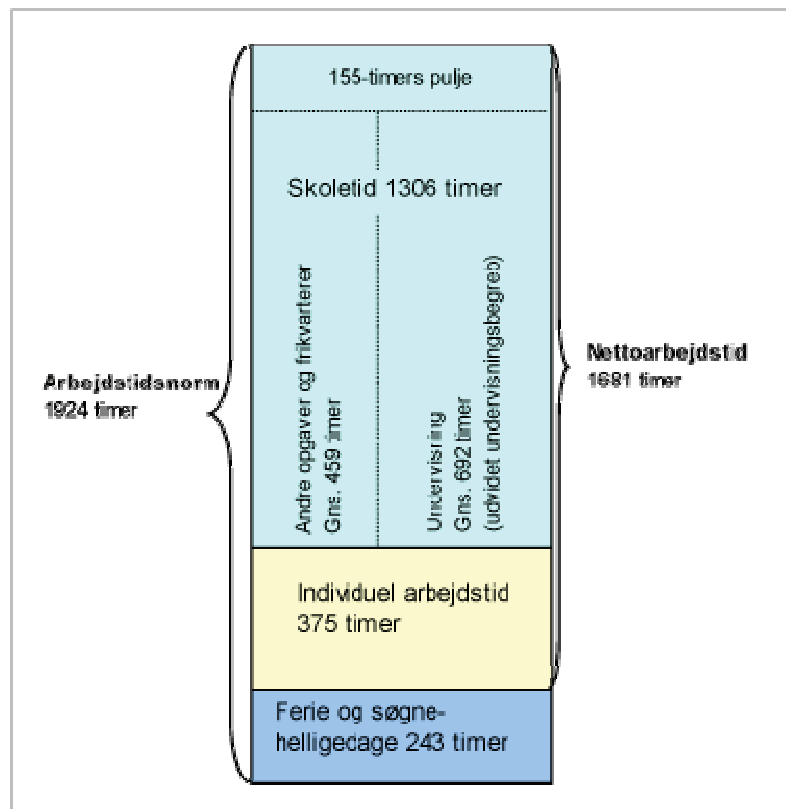 155-timers pulje
Skoletid 1306 timer
Andre opgaver og frikvarterer
Gns. 459 timer
Undervisning
Gns. 692 timer
(udvidet undervisningsbegreb)
Arbejdstidsnorm
1924 timer
Nettoarbejdstid
1681 timer
Individuel arbejdstid
375 timer
Ferie og søgne-
helligedage 243 timer